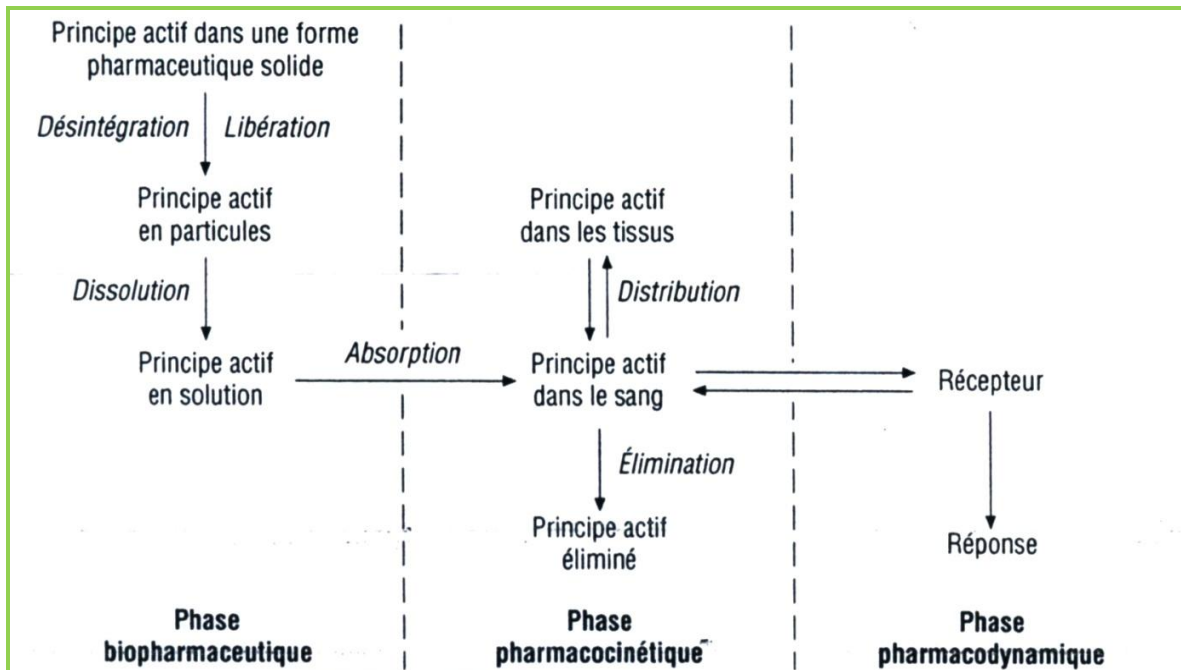 Principe actif dans une forme
pharmaceutique solide
Désintégration
Libération
Principe actif
en particules
Dissolution
Principe actif
en solution
Absorption
Principe actif
dans les tissus
Distribution
Principe actif
dans le sang
Élimination
Principe actif
éliminé
Récepteur
Réponse
Phase
biopharmaceutique
Phase
pharmacocinétique
Phase
pharmacodynamique